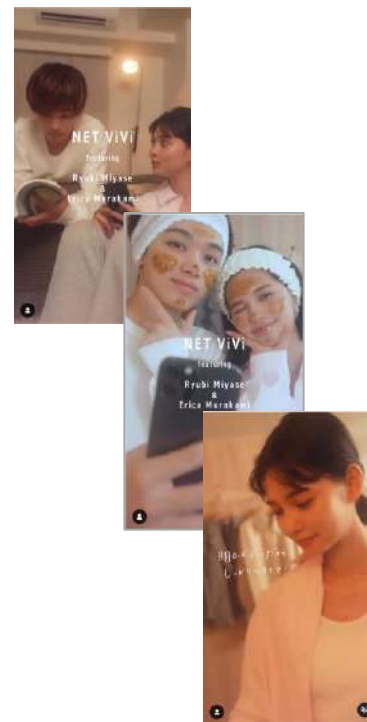 NET ViVi
Featuring
Ryubi Miyase
&
Erica Murakami
NET ViVi
Featuring
Ryubi Miyase
&
Erica Murakami